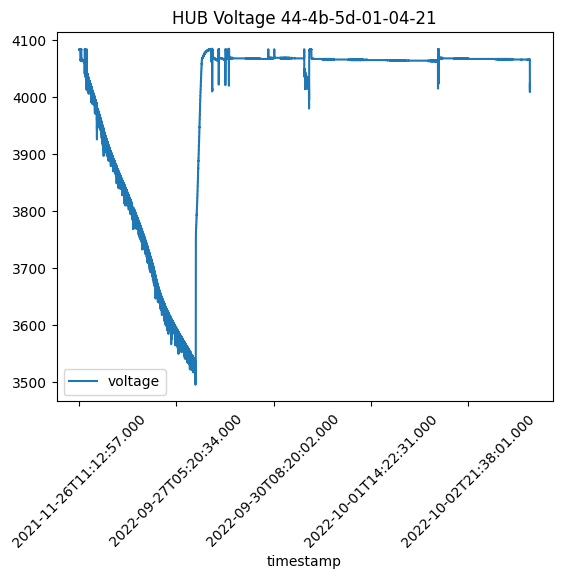 HUB Voltage 44-4b-5d-01-04-21
4100
4000
3900
3800
3700
3600
3500
voltage
2021-11-26T11:12:57.000
2022-09-27T05:20:34.000
2022-09-30T08:20:02.000
2022-10-01T14:22:31.000
2022-10-02T21:38:01.000
timestamp